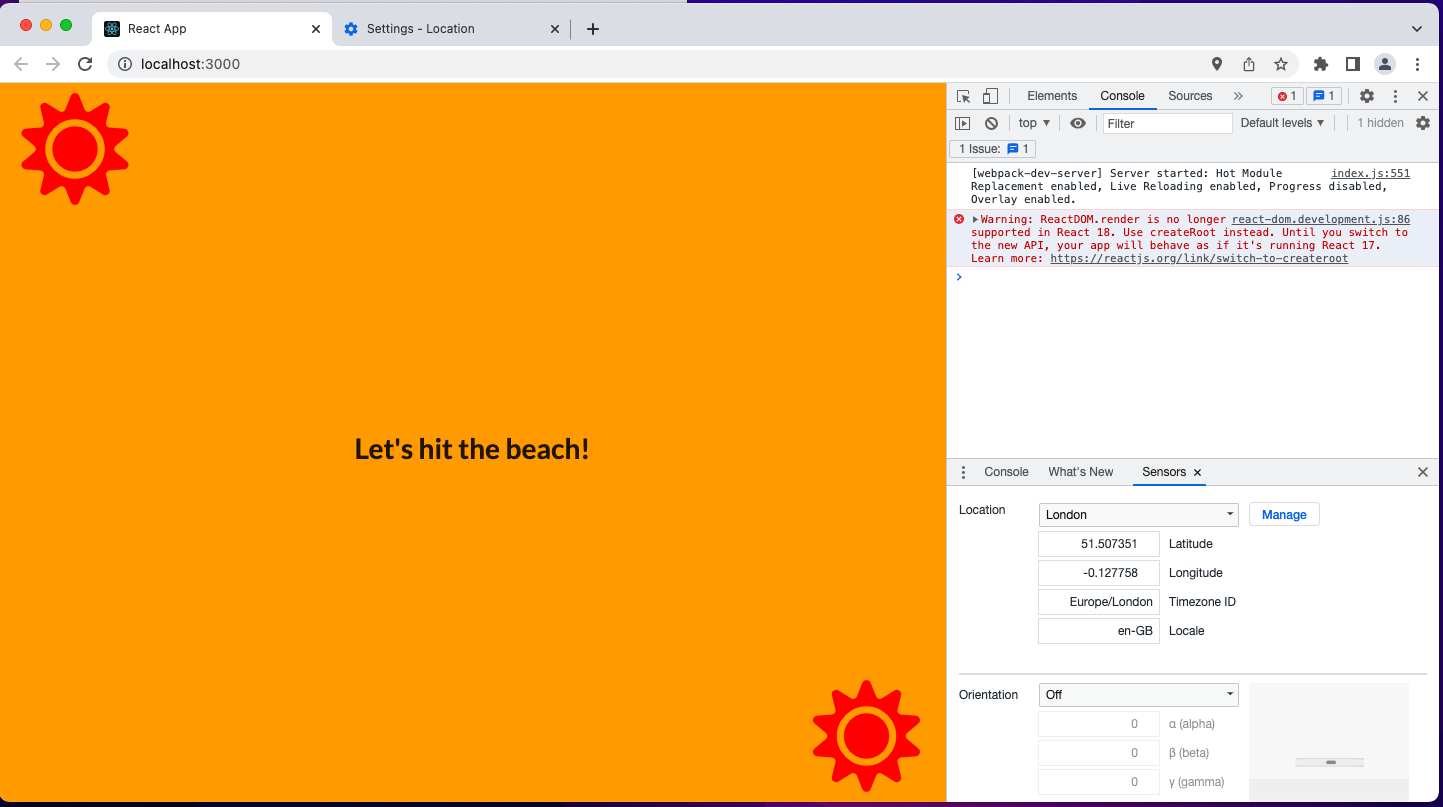 React App
Settings - Location
localhost:3000
Elements Console Sources 1 1
top Filter Default levels 1 hidden
1 Issue: 1
[webpack-dev-server] Server started: Hot Module index.js:551
Replacement enabled, Live Reloading enabled, Progress disabled,
Overlay enabled.
Warning: ReactDOM.render is no longer react-dom.development.js:86
supported in React 18. Use createRoot instead. Until you switch to
the new API, your app will behave as if it's running React 17.
Learn more: https://reactjs.org/link/switch-to-createroot
Let's hit the beach!
Console What's New Sensors
Location London Manage
51.507351 Latitude
-0.127758 Longitude
Europe/London Timezone ID
en-GB Locale
Orientation Off
0 α (alpha)
0 β (beta)
0 γ (gamma)